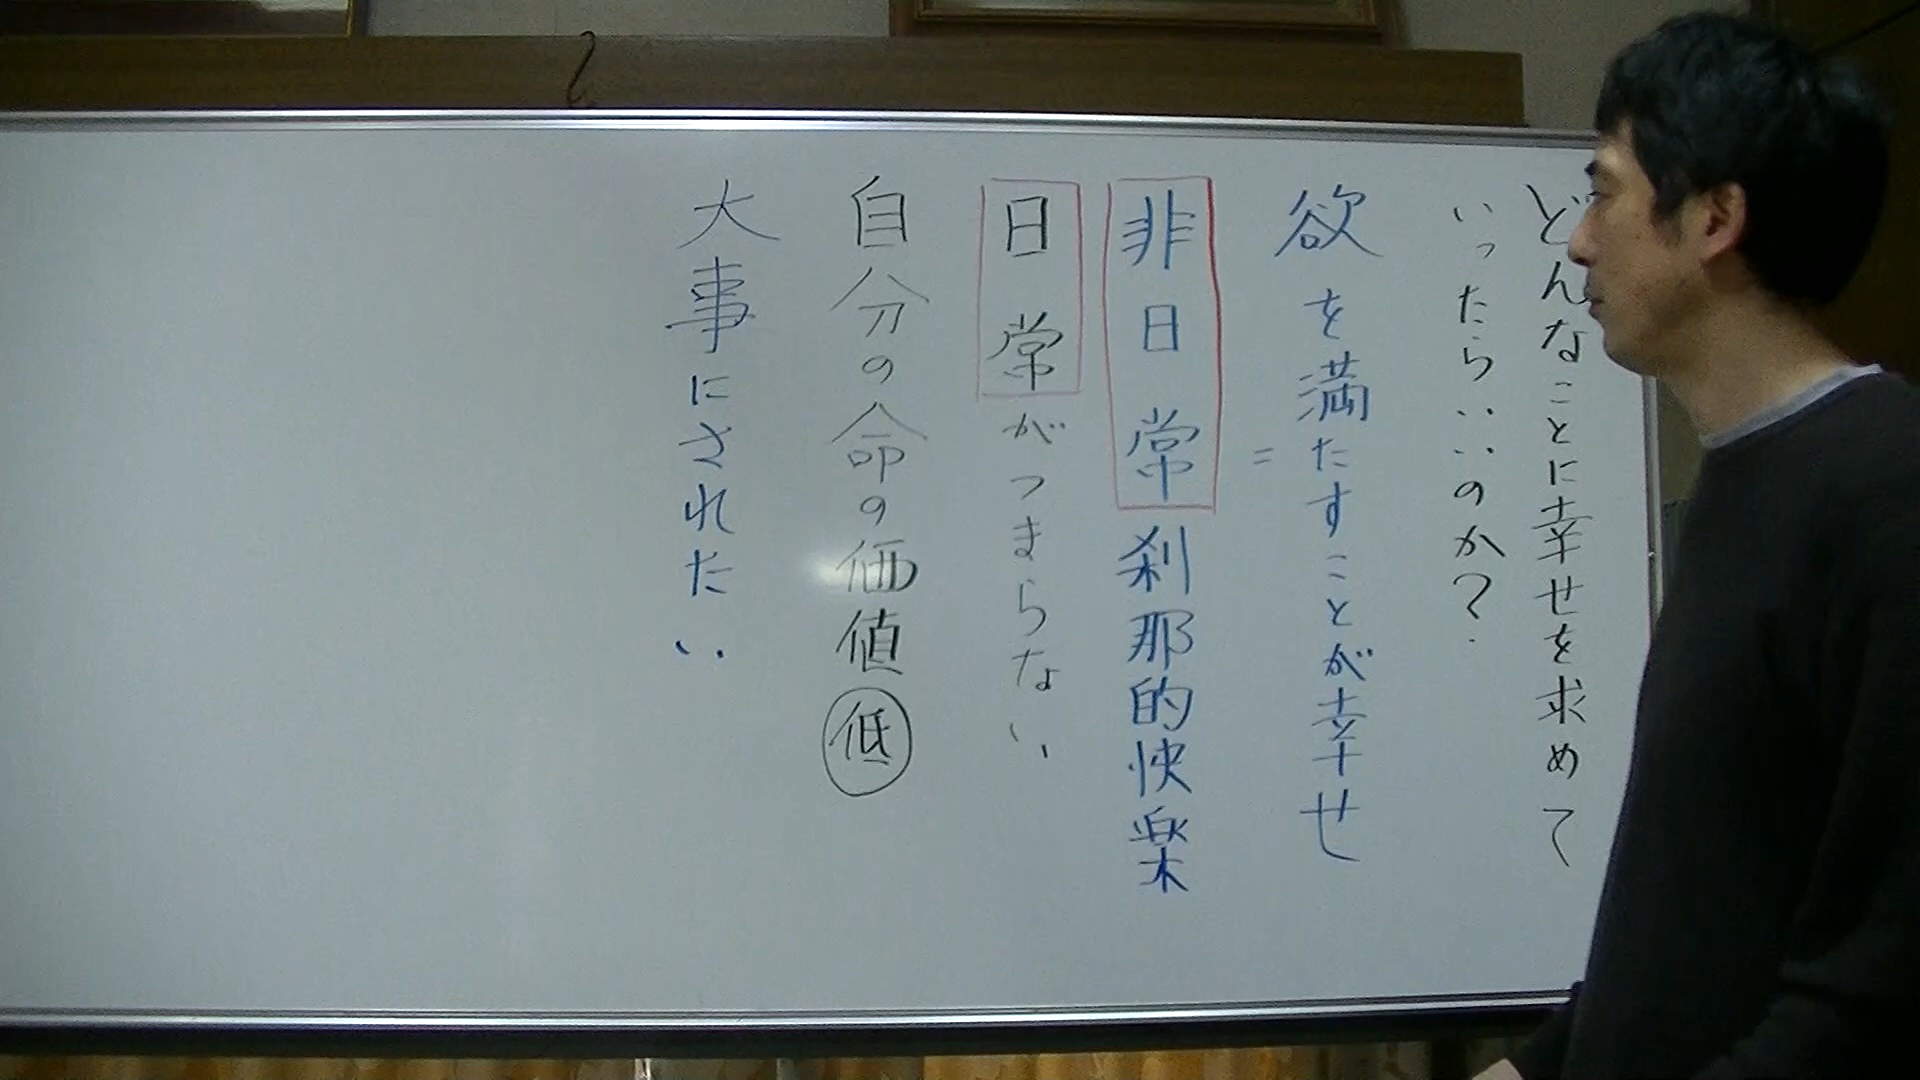 どんなことに幸せを求めて
いったらいいのか?
欲を満たすことが幸せ
=
非日常刹那的快楽
日常がつまらない
自分の命の価値低
大事にされたい